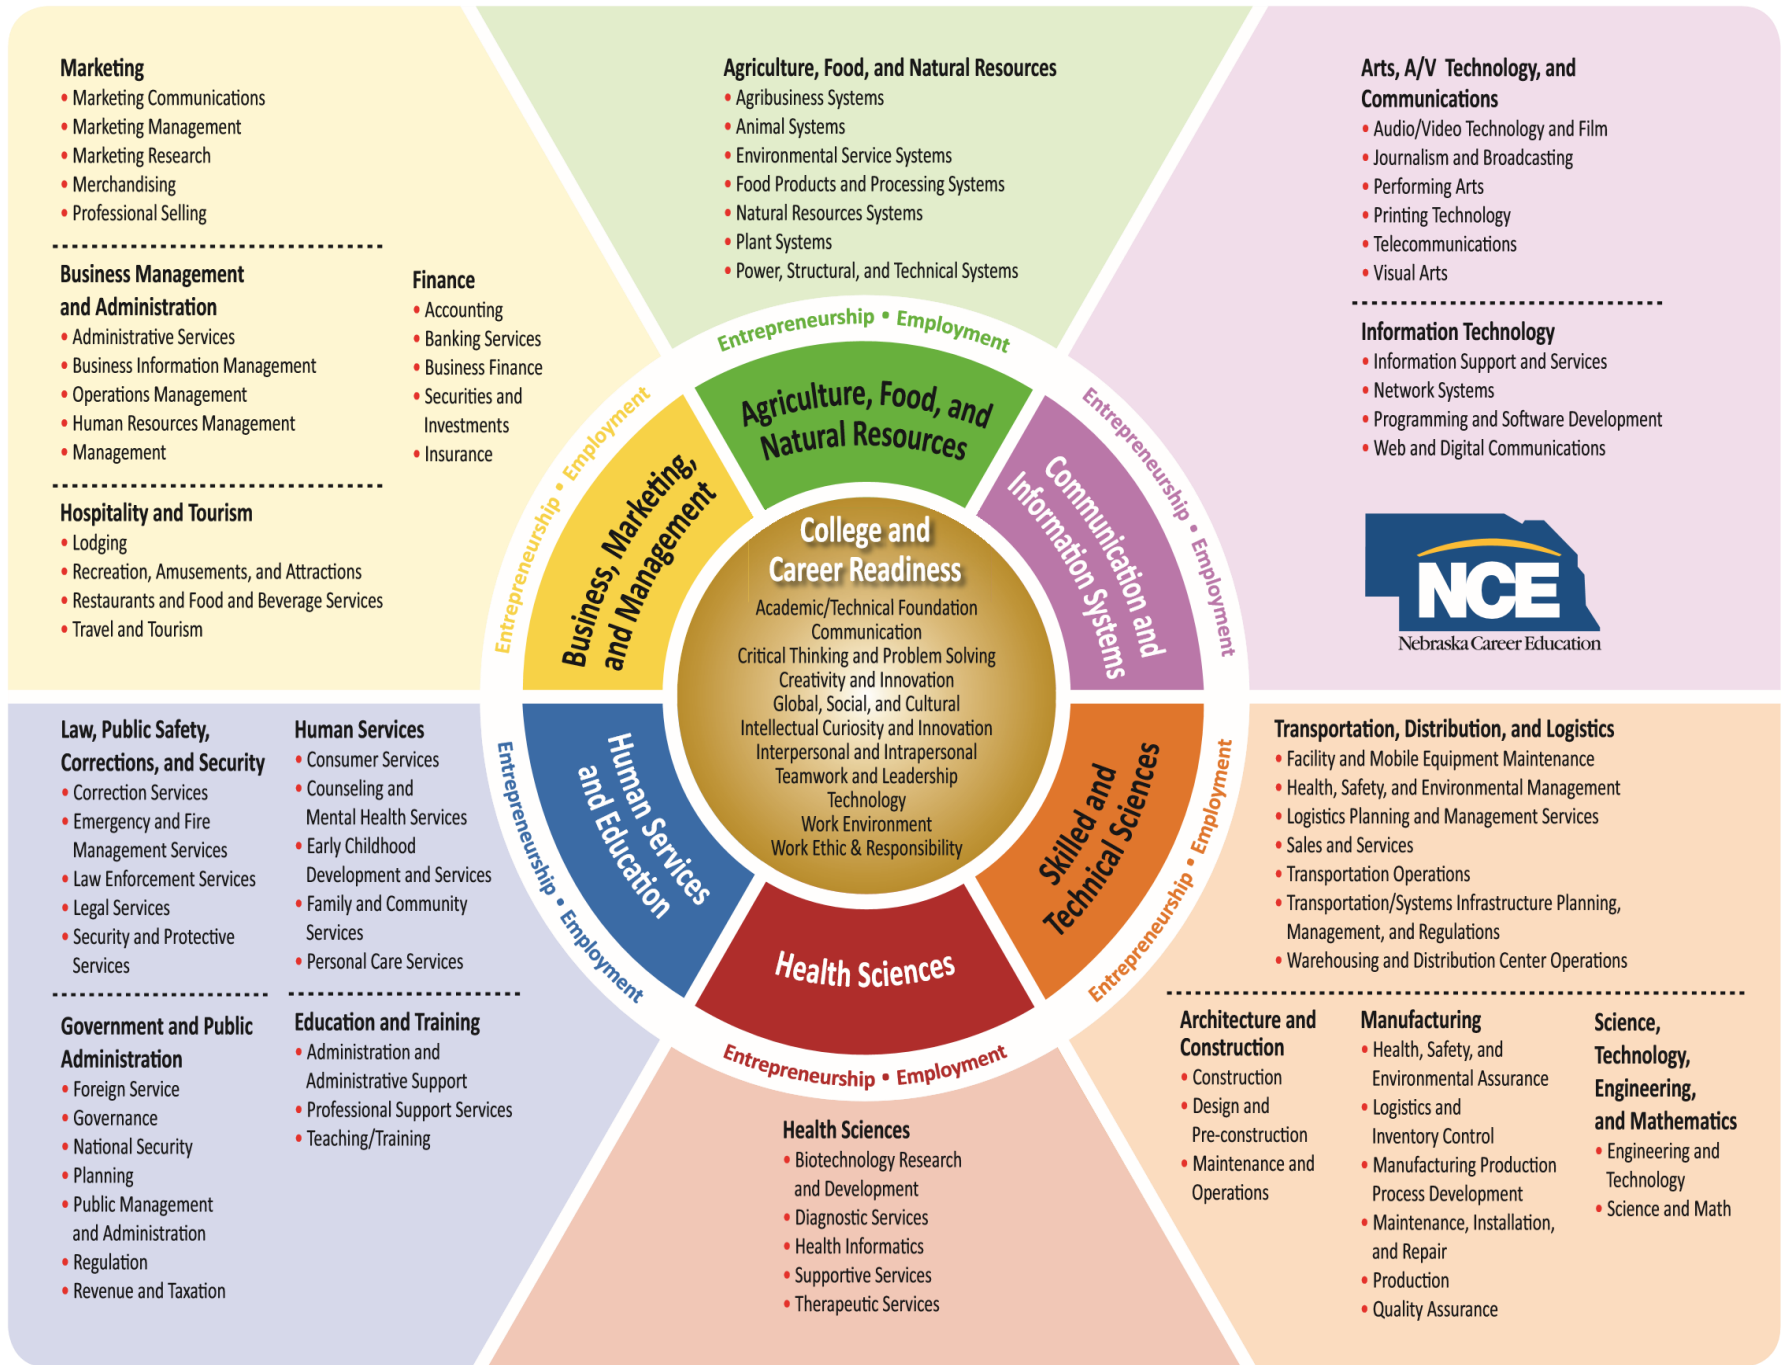 Marketing
• Marketing Communications
• Marketing Management
• Marketing Research
• Merchandising
• Professional Selling
Business Management
and Administration
• Administrative Services
• Business Information Management
• Operations Management
• Human Resources Management
• Management
Finance
• Accounting
• Banking Services
• Business Finance
• Securities and
Investments
• Insurance
Hospitality and Tourism
• Lodging
• Recreation, Amusements, and Attractions
• Restaurants and Food and Beverage Services
• Travel and Tourism
Agriculture, Food, and Natural Resources
• Agribusiness Systems
• Animal Systems
• Environmental Service Systems
• Food Products and Processing Systems
• Natural Resources Systems
• Plant Systems
• Power, Structural, and Technical Systems
Arts, A/V Technology, and
Communications
• Audio/Video Technology and Film
• Journalism and Broadcasting
• Performing Arts
• Printing Technology
• Telecommunications
• Visual Arts
Information Technology
• Information Support and Services
• Network Systems
• Programming and Software Development
• Web and Digital Communications
NCE
Nebraska Career Education
Entrepreneurship • Employment
Agriculture, Food, and
Natural Resources
Entrepreneurship • Employment
Communication and
Information Systems
Entrepreneurship • Employment
Business, Marketing,
and Management
College and
Career Readiness
Academic/Technical Foundation
Communication
Critical Thinking and Problem Solving
Creativity and Innovation
Global, Social, and Cultural
Intellectual Curiosity and Innovation
Interpersonal and Intrapersonal
Teamwork and Leadership
Technology
Work Environment
Work Ethic & Responsibility
Entrepreneurship • Employment
Human Services
and Education
Entrepreneurship • Employment
Skilled and
Technical Sciences
Health Sciences
Entrepreneurship • Employment
Law, Public Safety,
Corrections, and Security
• Correction Services
• Emergency and Fire
Management Services
• Law Enforcement Services
• Legal Services
• Security and Protective
Services
Human Services
• Consumer Services
• Counseling and
Mental Health Services
• Early Childhood
Development and Services
• Family and Community
Services
• Personal Care Services
Government and Public
Administration
• Foreign Service
• Governance
• National Security
• Planning
• Public Management
and Administration
• Regulation
• Revenue and Taxation
Education and Training
• Administration and
Administrative Support
• Professional Support Services
• Teaching/Training
Health Sciences
• Biotechnology Research
and Development
• Diagnostic Services
• Health Informatics
• Supportive Services
• Therapeutic Services
Transportation, Distribution, and Logistics
• Facility and Mobile Equipment Maintenance
• Health, Safety, and Environmental Management
• Logistics Planning and Management Services
• Sales and Services
• Transportation Operations
• Transportation/Systems Infrastructure Planning,
Management, and Regulations
• Warehousing and Distribution Center Operations
Architecture and
Construction
• Construction
• Design and
Pre-construction
• Maintenance and
Operations
Manufacturing
• Health, Safety, and
Environmental Assurance
• Logistics and
Inventory Control
• Manufacturing Production
Process Development
• Maintenance, Installation,
and Repair
• Production
• Quality Assurance
Science,
Technology,
Engineering,
and Mathematics
• Engineering and
Technology
• Science and Math